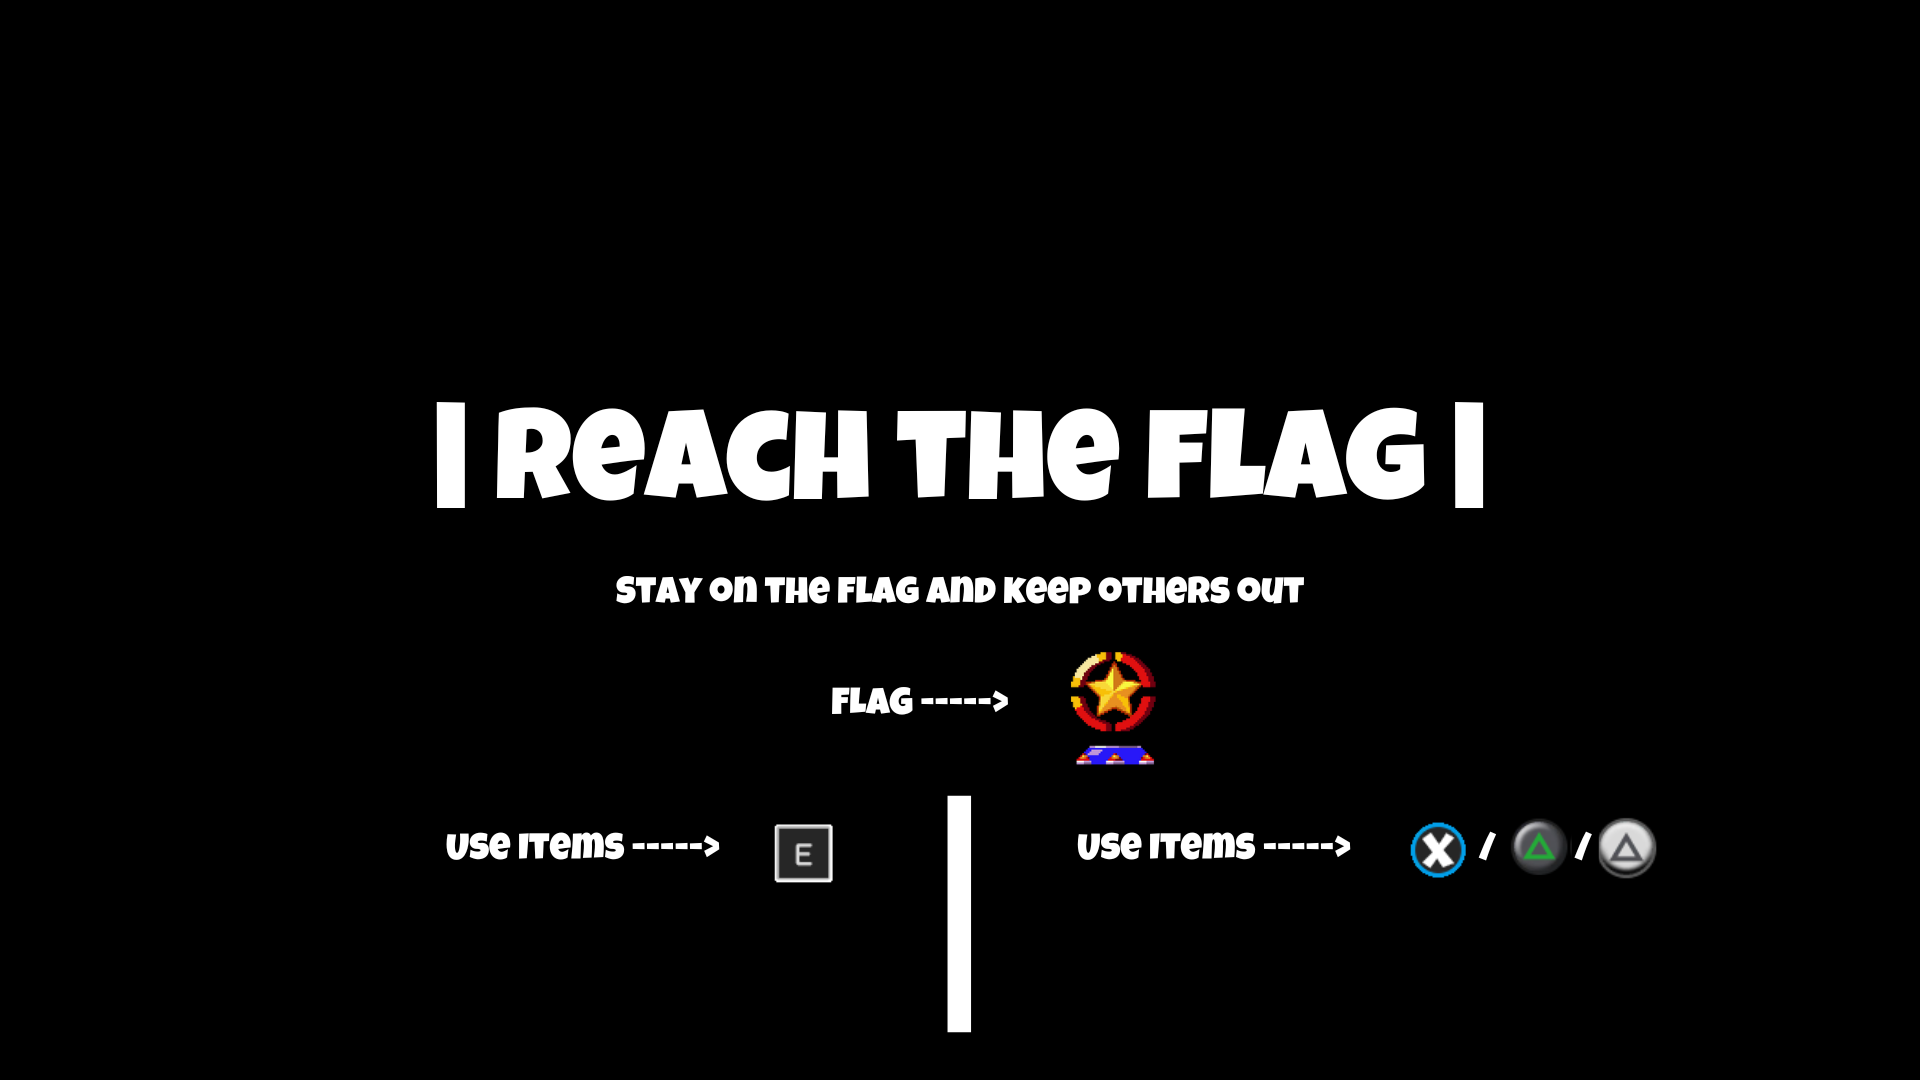 | REACH THE FLAG |
STAY ON THE FLAG AND KEEP OTHERS OUT
FLAG ----->
USE ITEMS -----> E
USE ITEMS -----> X / △ / △